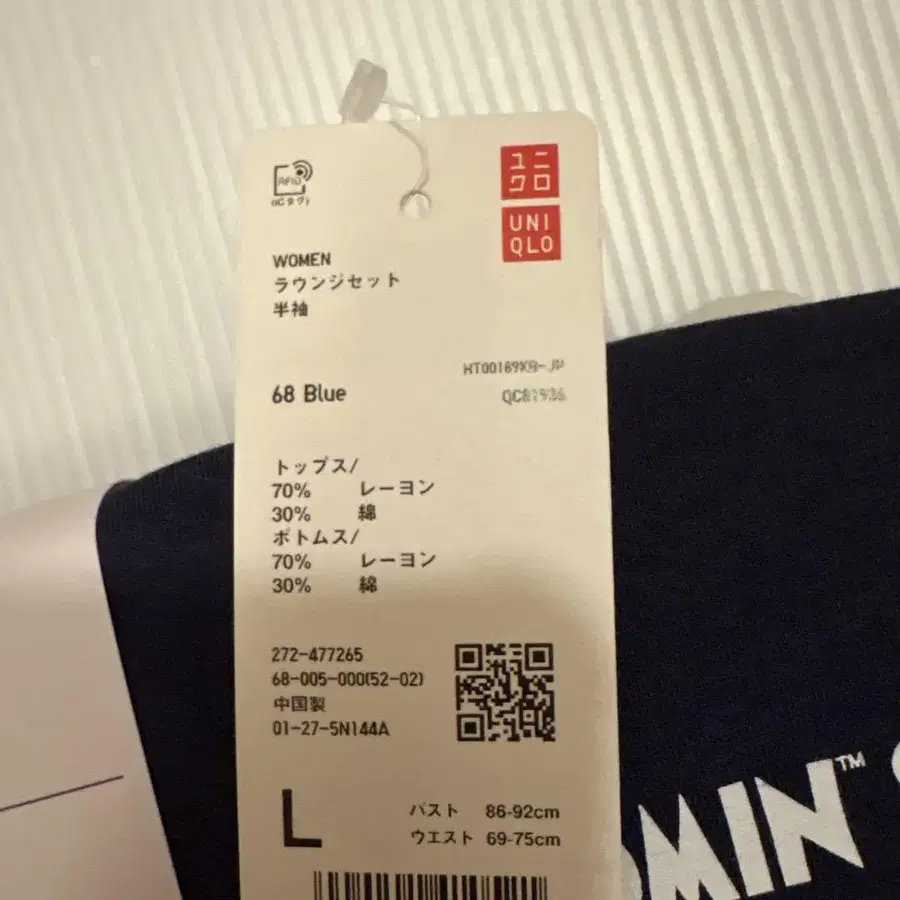 RFID
(ICタグ)
ユニ
クロ
UNI
QLO
WOMEN
ラウンジセット
半袖
68 Blue
トップス/
70% レーヨン
30% 綿
ボトムス/
70% レーヨン
30% 綿
272-477265
68-005-000(52-02)
中国製
01-27-5N144A
L
バスト 86-92cm
ウエスト 69-75cm
MIN™